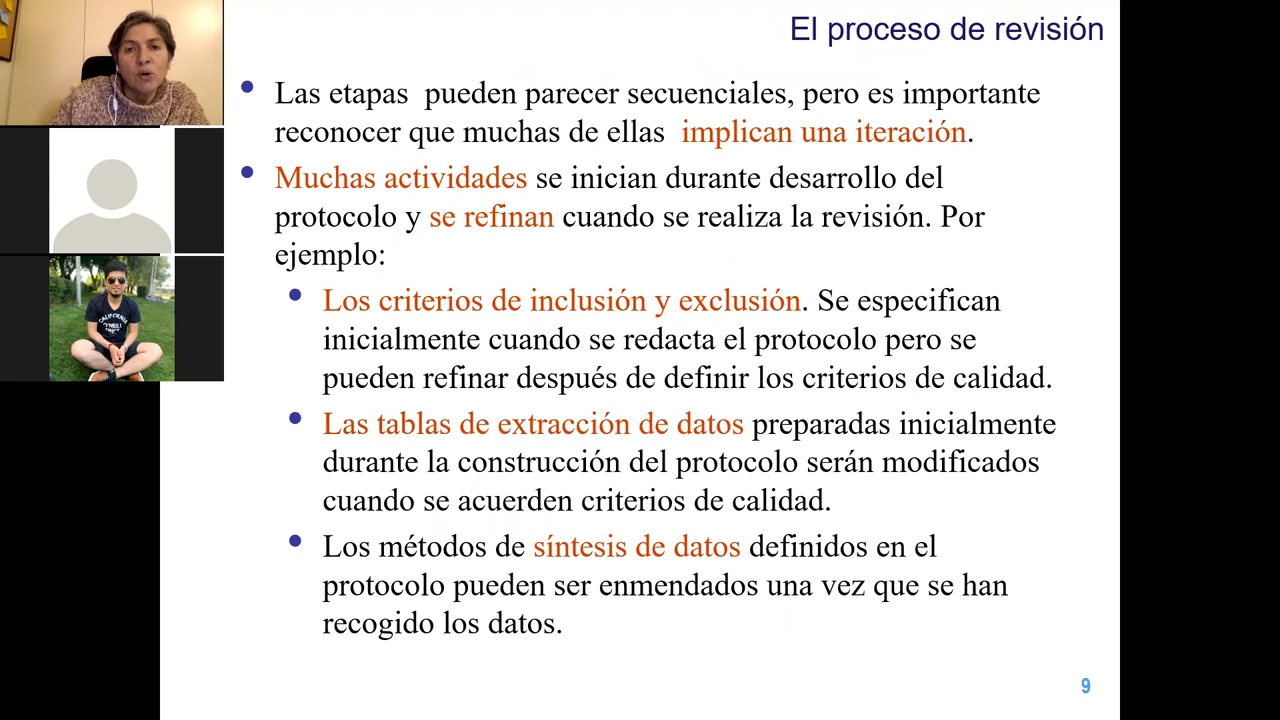 El proceso de revisión
Las etapas pueden parecer secuenciales, pero es importante
reconocer que muchas de ellas implican una iteración.
Muchas actividades se inician durante desarrollo del
protocolo y se refinan cuando se realiza la revisión. Por
ejemplo:
Los criterios de inclusión y exclusión. Se especifican
inicialmente cuando se redacta el protocolo pero se
pueden refinar después de definir los criterios de calidad.
Las tablas de extracción de datos preparadas inicialmente
durante la construcción del protocolo serán modificados
cuando se acuerden criterios de calidad.
Los métodos de síntesis de datos definidos en el
protocolo pueden ser enmendados una vez que se han
recogido los datos.
9